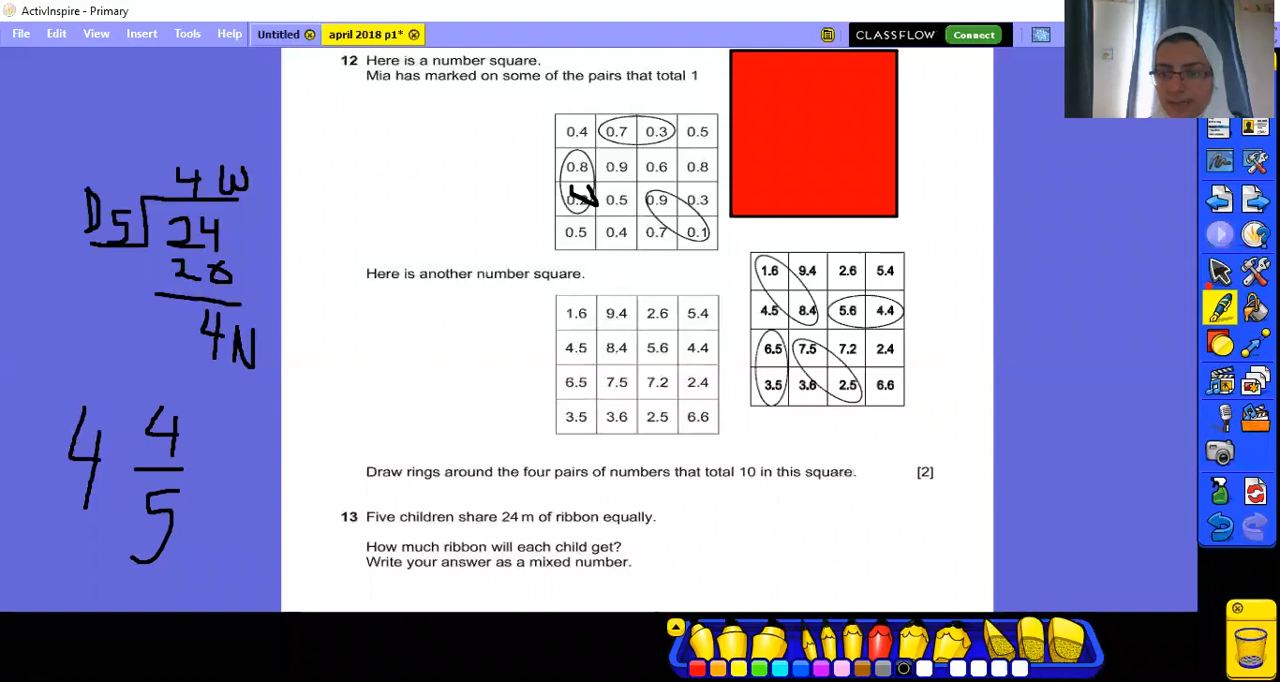 ActivInspire - Primary
File Edit View Insert Tools Help Untitled april 2018 p1* CLASSFLOW Connect
12 Here is a number square.
Mia has marked on some of the pairs that total 1
0.4 0.7 0.3 0.5
0.8 0.9 0.6 0.8
0.2 0.5 0.9 0.3
0.5 0.4 0.7 0.1
Here is another number square.
1.6 9.4 2.6 5.4
4.5 8.4 5.6 4.4
6.5 7.5 7.2 2.4
3.5 3.6 2.5 6.6
1.6 9.4 2.6 5.4
4.5 8.4 5.6 4.4
6.5 7.5 7.2 2.4
3.5 3.6 2.5 6.6
Draw rings around the four pairs of numbers that total 10 in this square. [2]
13 Five children share 24 m of ribbon equally.
How much ribbon will each child get?
Write your answer as a mixed number.
4 W
D 5 24
20
4 N
4 4
5